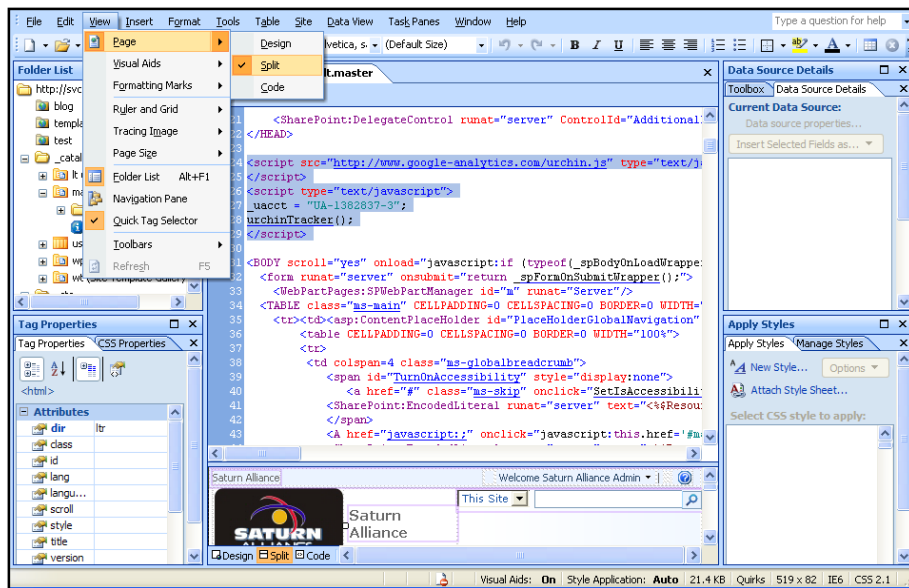 File Edit View Insert Format Tools Table Site Data View Task Panes Window Help
Type a question for help
Page
Visual Aids
Formatting Marks
Ruler and Grid
Tracing Image
Page Size
Folder List Alt+F1
Navigation Pane
Quick Tag Selector
Toolbars
Refresh F5
Design
Split
Code
(Default Size)
B I U
Folder List
blog
test
lt.master
22 </HEAD>
<SharePoint:DelegateControl runat="server" ControlId="Additional
<script src="http://www.google-analytics.com/urchin.js" type="text/j
</script>
<script type="text/javascript">
_uacct = "UA-1382837-3";
urchinTracker();
</script>
<BODY scroll="yes" onload="javascript:if (typeof(_spBodyOnLoadWrappe
<form runat="server" onsubmit="return _spFormOnSubmitWrapper();">
<WebPartPages:SPWebPartManager id="m" runat="Server"/>
34 <TABLE class="ms-main" CELLPADDING=0 CELLSPACING=0 BORDER=0 WIDTH="
35 <tr><td><asp:ContentPlaceHolder id="PlaceHolderGlobalNavigation"
36 <table CELLPADDING=0 CELLSPACING=0 BORDER=0 WIDTH="100%">
37 <tr>
38 <td colspan=4 class="ms-globalbreadcrumb">
39 <span id="TurnOnAccessibility" style="display:none">
40 <a href="#" class="ms-skip" onclick="SetIsAccessibili
41 <SharePoint:EncodedLiteral runat="server" text="<%$Resou
42 </span>
43 <A href="javascript:;" onclick="javascript:this.href='#m
Data Source Details
Toolbox Data Source Details
Current Data Source:
Data source properties...
Insert Selected Fields as...
Tag Properties
Tag Properties CSS Properties
<html>
Attributes
dir ltr
class
id
lang
langu...
scroll
style
title
version
Saturn Alliance
Welcome Saturn Alliance Admin
This Site
SATURN
Saturn
Alliance
Design Split Code
Apply Styles
Apply Styles Manage Styles
New Style... Options
Attach Style Sheet...
Select CSS style to apply:
Visual Aids: On Style Application: Auto 21.4 KB Quirks 519 x 82 IE6 CSS 2.1